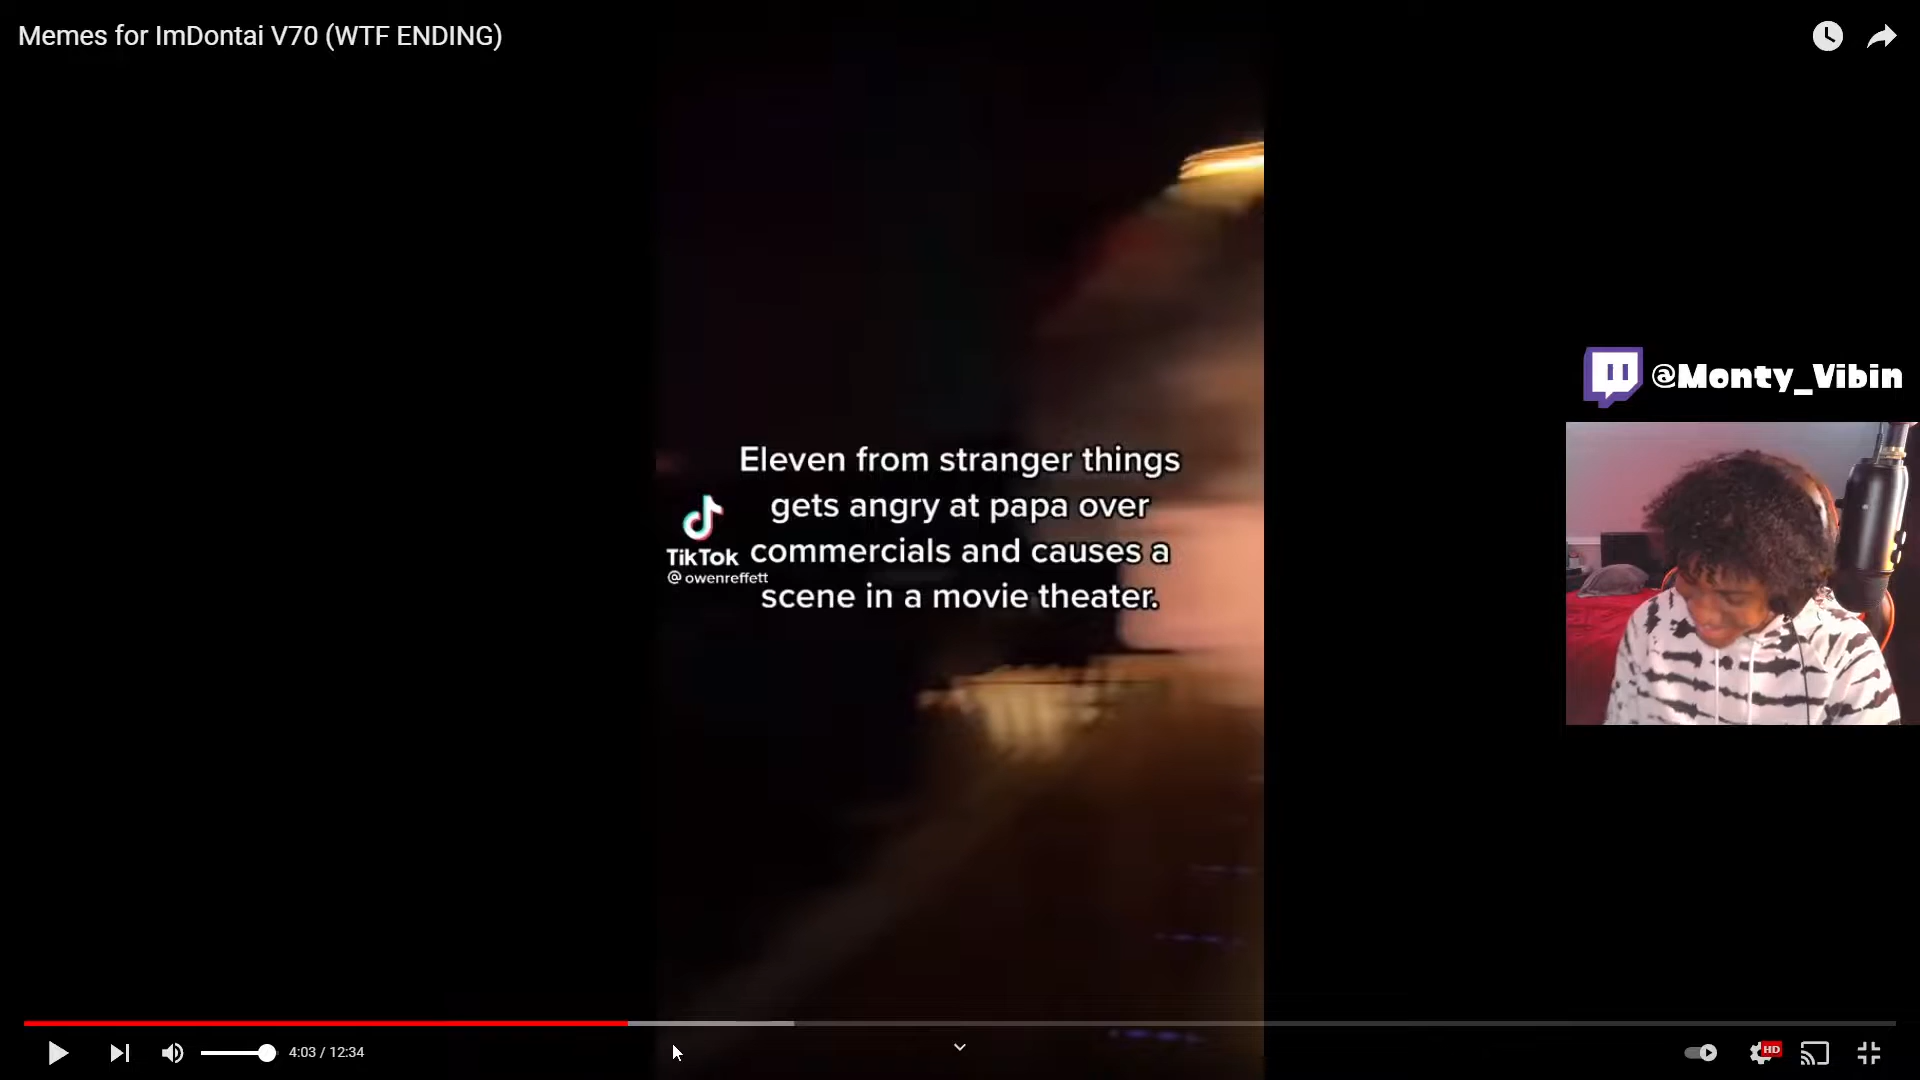 Memes for ImDontai V70 (WTF ENDING)
Eleven from stranger things
gets angry at papa over
commercials and causes a
scene in a movie theater.
TikTok
@owenreffett
@Monty_Vibin
4:03 / 12:34
HD